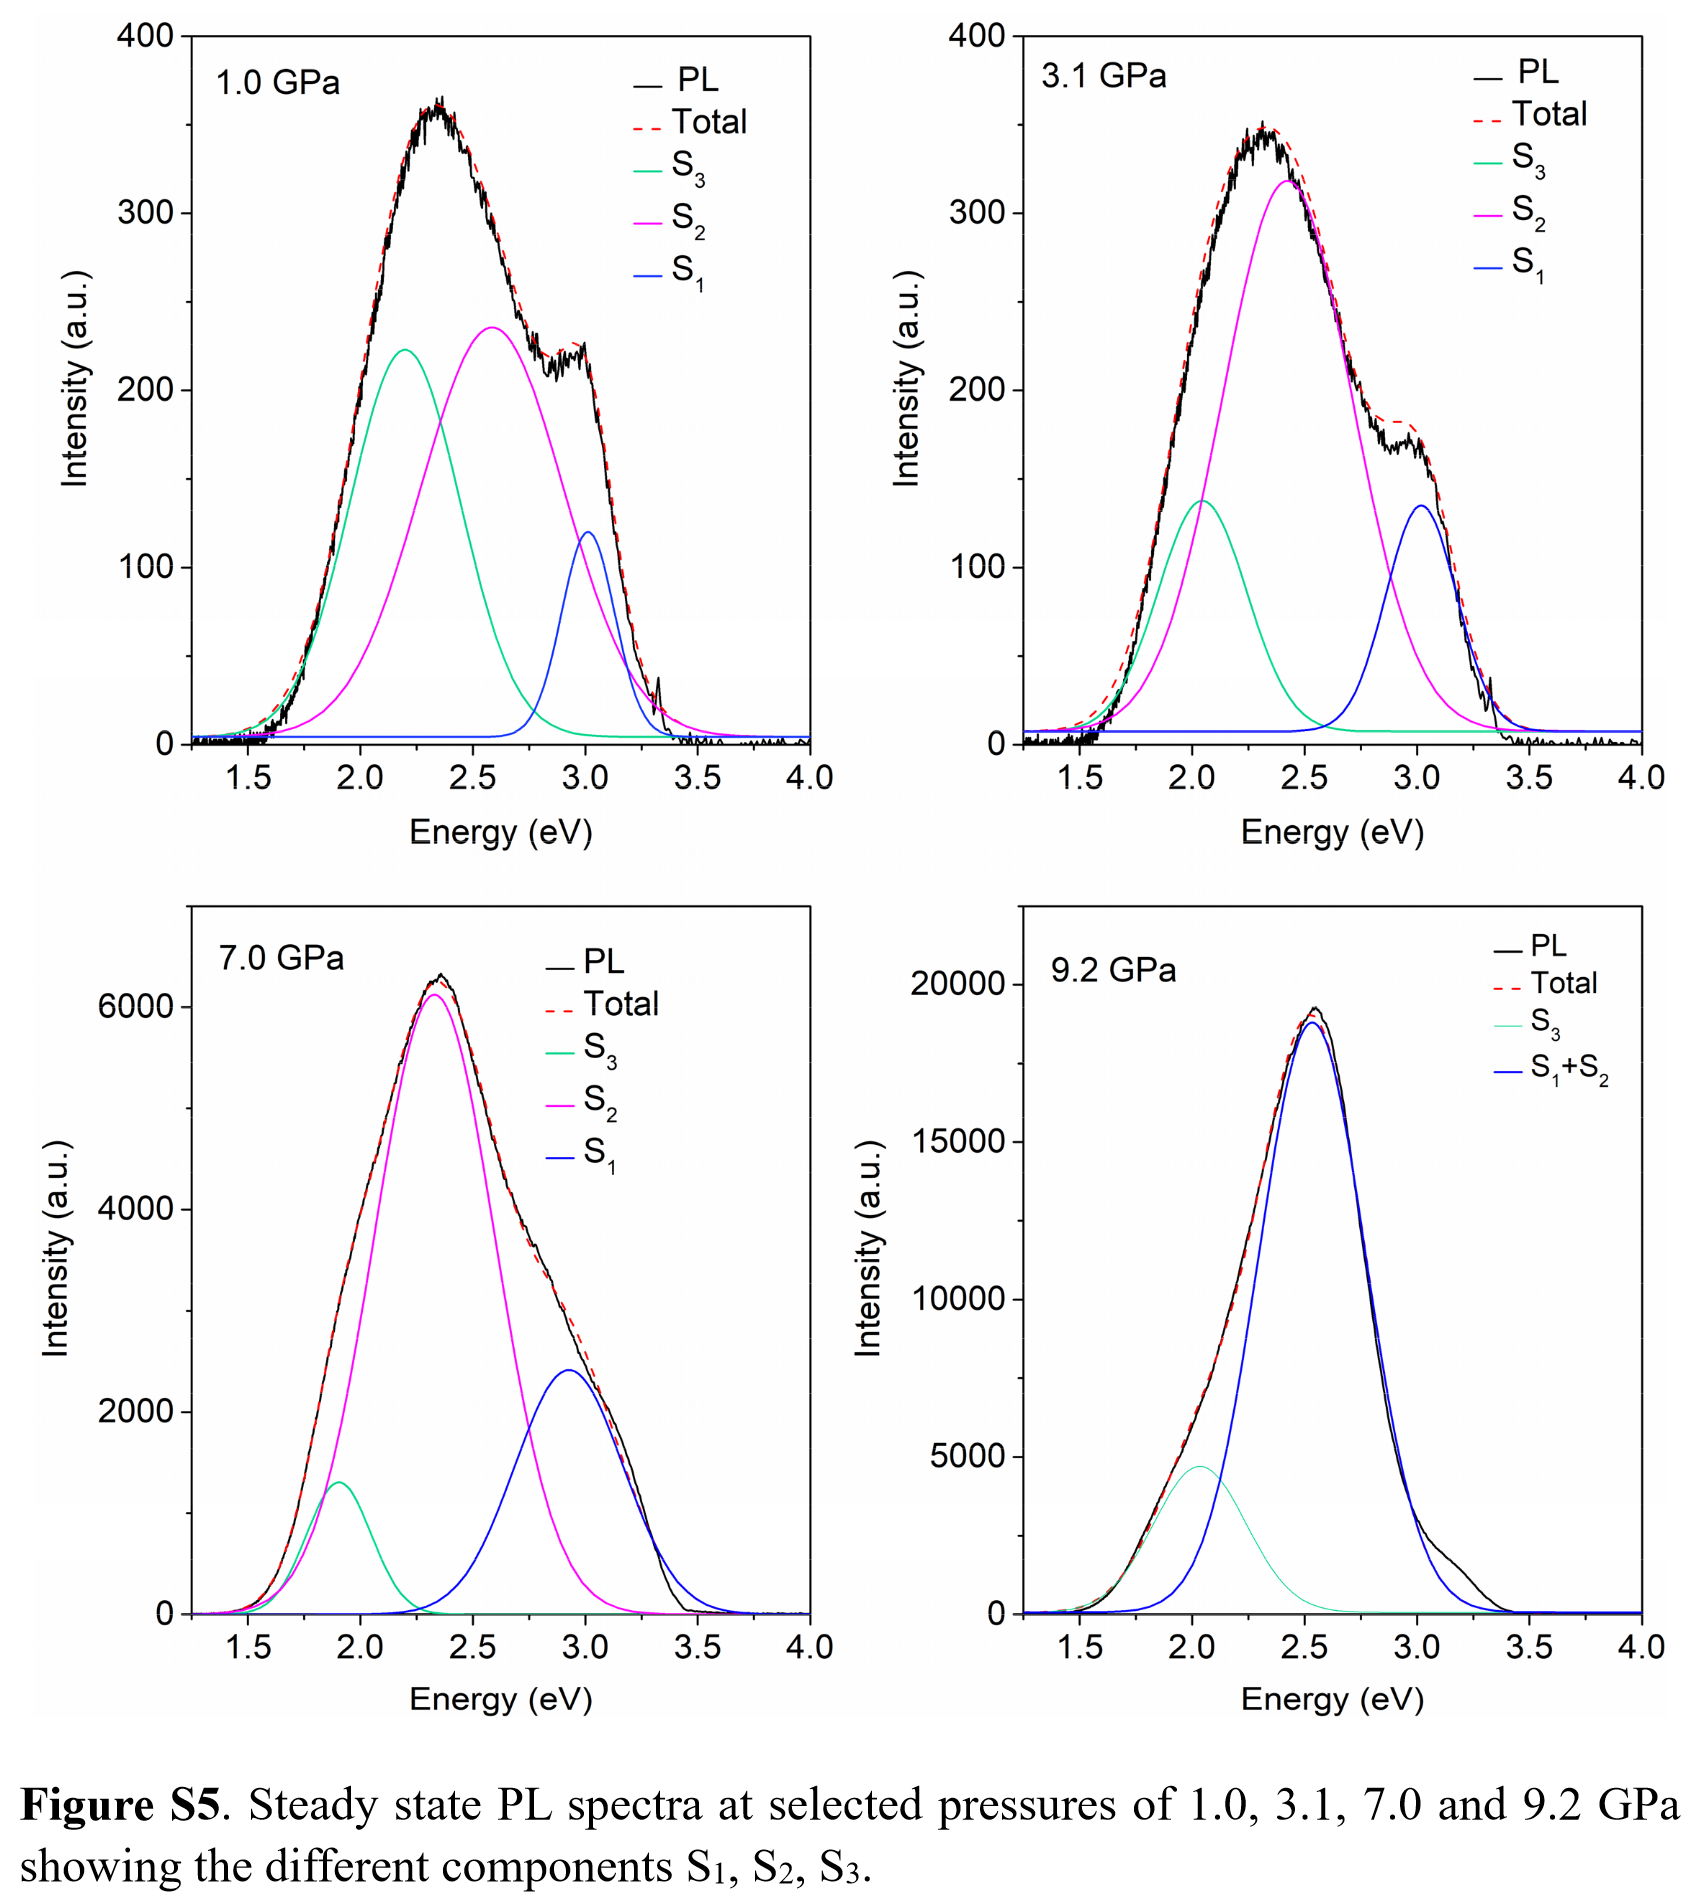 1.0 GPa
PL
Total
S3
S2
S1
400
300
200
100
0
1.5 2.0 2.5 3.0 3.5 4.0
Energy (eV)
Intensity (a.u.)
3.1 GPa
PL
Total
S3
S2
S1
400
300
200
100
0
1.5 2.0 2.5 3.0 3.5 4.0
Energy (eV)
Intensity (a.u.)
7.0 GPa
PL
Total
S3
S2
S1
6000
4000
2000
0
1.5 2.0 2.5 3.0 3.5 4.0
Energy (eV)
Intensity (a.u.)
9.2 GPa
PL
Total
S3
S1+S2
20000
15000
10000
5000
0
1.5 2.0 2.5 3.0 3.5 4.0
Energy (eV)
Intensity (a.u.)
Figure S5. Steady state PL spectra at selected pressures of 1.0, 3.1, 7.0 and 9.2 GPa
showing the different components S1, S2, S3.